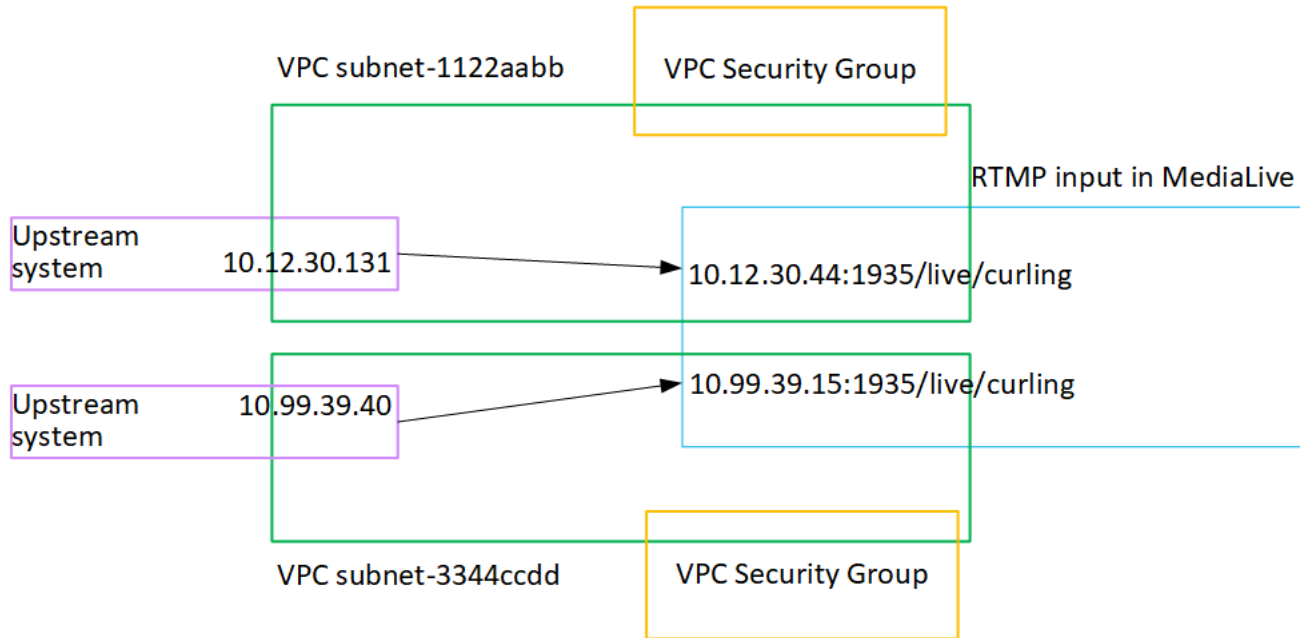 VPC subnet-1122aabb
VPC Security Group
RTMP input in MediaLive
Upstream
system
10.12.30.131
10.12.30.44:1935/live/curling
Upstream
system
10.99.39.40
10.99.39.15:1935/live/curling
VPC subnet-3344ccdd
VPC Security Group